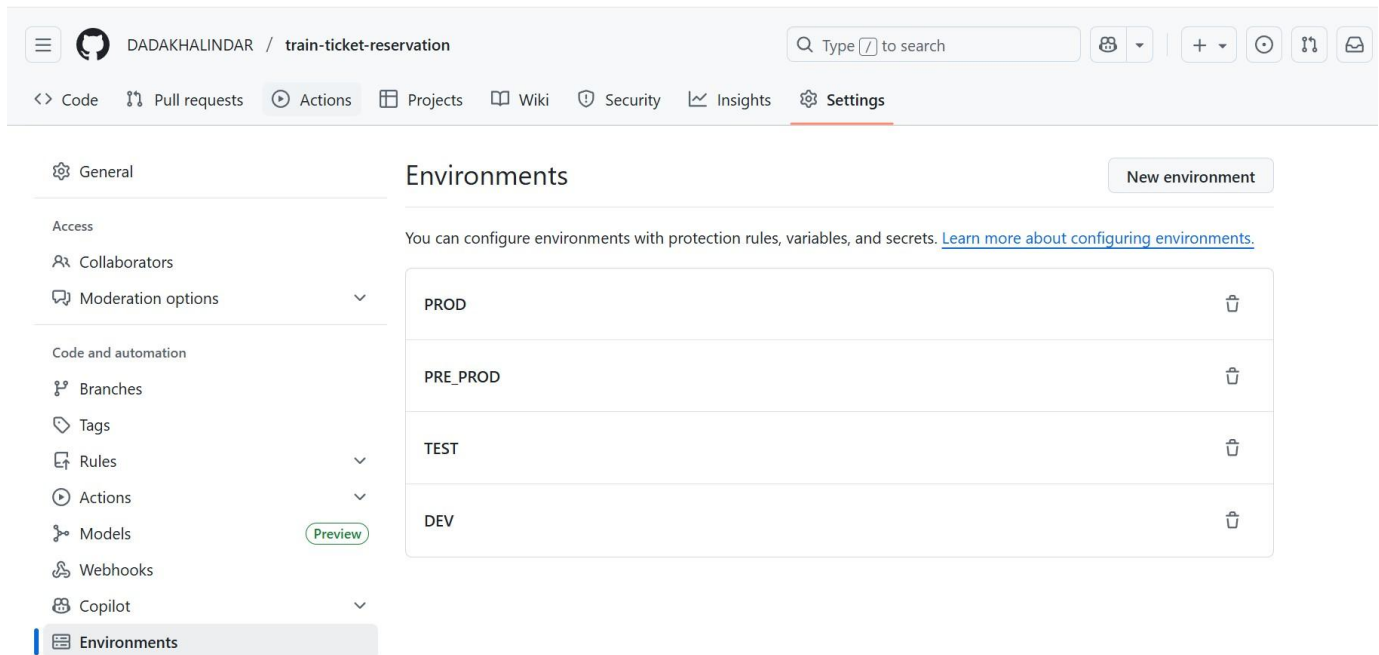 DADAKHALINDAR / train-ticket-reservation
Type / to search
Code Pull requests Actions Projects Wiki Security Insights Settings
General
Access
Collaborators
Moderation options
Code and automation
Branches
Tags
Rules
Actions
Models Preview
Webhooks
Copilot
Environments
Environments
New environment
You can configure environments with protection rules, variables, and secrets. Learn more about configuring environments.
PROD
PRE_PROD
TEST
DEV